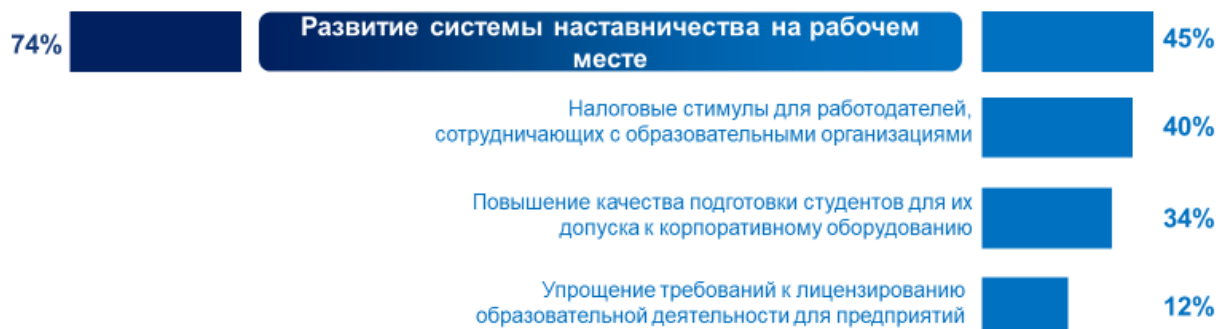 74%
Развитие системы наставничества на рабочем
месте
45%
Налоговые стимулы для работодателей,
сотрудничающих с образовательными организациями
40%
Повышение качества подготовки студентов для их
допуска к корпоративному оборудованию
34%
Упрощение требований к лицензированию
образовательной деятельности для предприятий
12%